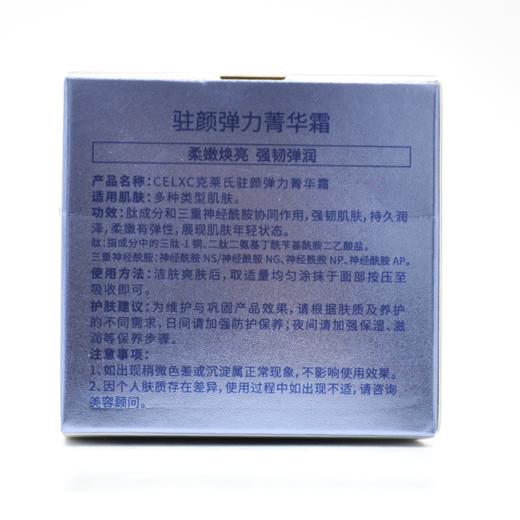 驻颜弹力菁华霜
柔嫩焕亮 强韧弹润
产品名称：CELXC克莱氏驻颜弹力菁华霜
适用肌肤：多种类型肌肤。
功效：肽成分和三重神经酰胺协同作用，强韧肌肤，持久润
泽，柔嫩有弹性，展现肌肤年轻状态。
肽：指成分中的三肽-1 铜、二肽二氨基丁酰苄基酰胺二乙酸盐。
三重神经酰胺：神经酰胺 NS/神经酰胺 NG、神经酰胺 NP、神经酰胺 AP。
使用方法：洁肤爽肤后，取适量均匀涂抹于面部按压至
吸收即可。
护肤建议：为维护与巩固产品效果，请根据肤质及养护
的不同需求，日间请加强防护保养；夜间请加强保湿、滋
润等保养步骤。
注意事项：
1、如出现稍微色差或沉淀属正常现象，不影响使用效果。
2、因个人肤质存在差异，使用过程中如出现不适，请咨询
美容顾问。